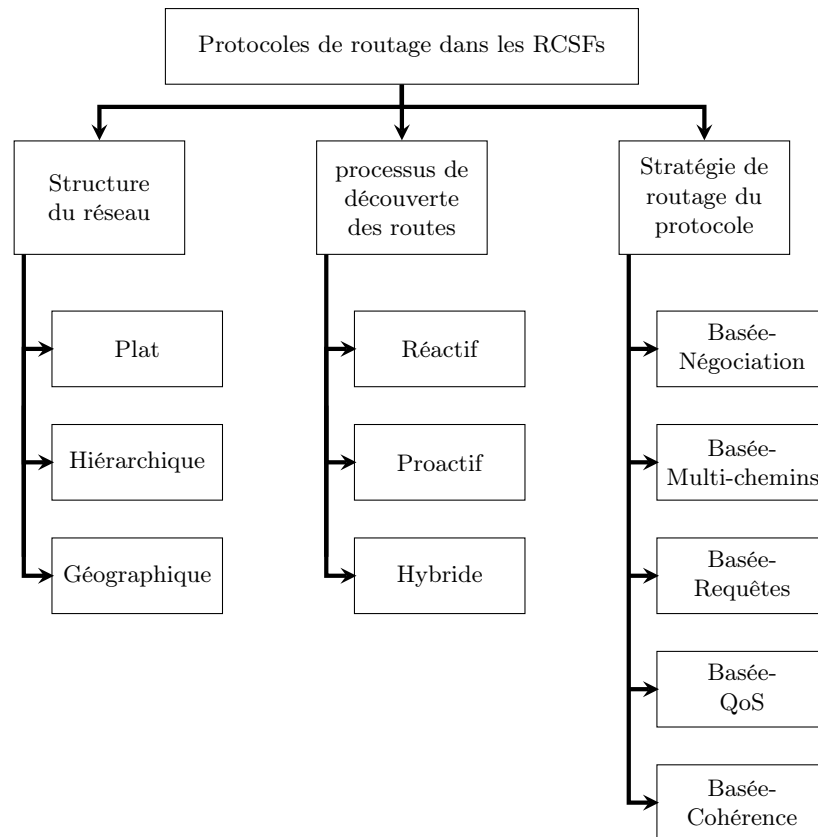 Protocoles de routage dans les RCSFs
Structure
du réseau
processus de
découverte
des routes
Stratégie de
routage du
protocole
Plat
Hiérarchique
Géographique
Réactif
Proactif
Hybride
Basée-
Négociation
Basée-
Multi-chemins
Basée-
Requêtes
Basée-
QoS
Basée-
Cohérence